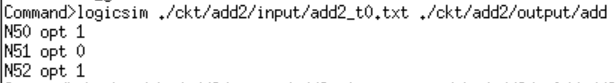 Command>logicsim ./ckt/add2/input/add2_t0.txt ./ckt/add2/output/add
N50 opt 1
N51 opt 0
N52 opt 1